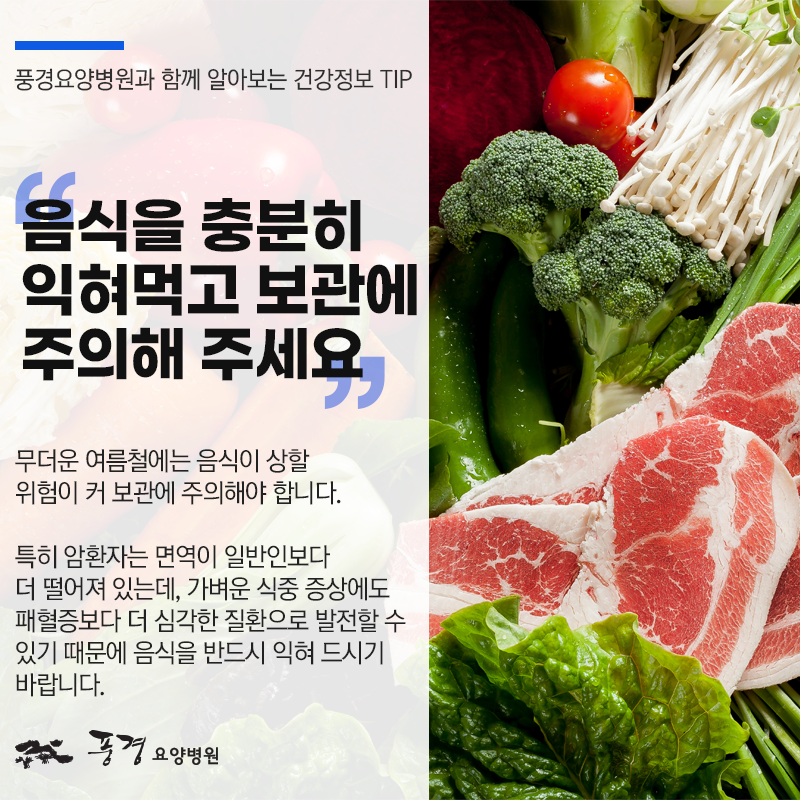 풍경요양병원과 함께 알아보는 건강정보 TIP
“
음식을 충분히
익혀먹고 보관에
주의해 주세요
”
무더운 여름철에는 음식이 상할
위험이 커 보관에 주의해야 합니다.
특히 암환자는 면역이 일반인보다
더 떨어져 있는데, 가벼운 식중 증상에도
패혈증보다 더 심각한 질환으로 발전할 수
있기 때문에 음식을 반드시 익혀 드시기
바랍니다.
풍경 요양병원